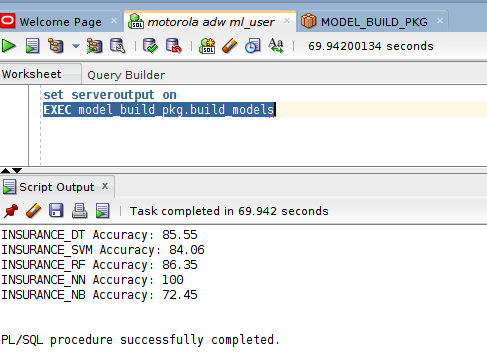 Welcome Page
motorola adw ml_user
MODEL_BUILD_PKG
SQL
Aa
69.94200134 seconds
Worksheet
Query Builder
set serveroutput on
EXEC model_build_pkg.build_models
Script Output
Task completed in 69.942 seconds
INSURANCE_DT Accuracy: 85.55
INSURANCE_SVM Accuracy: 84.06
INSURANCE_RF Accuracy: 86.35
INSURANCE_NN Accuracy: 100
INSURANCE_NB Accuracy: 72.45
PL/SQL procedure successfully completed.